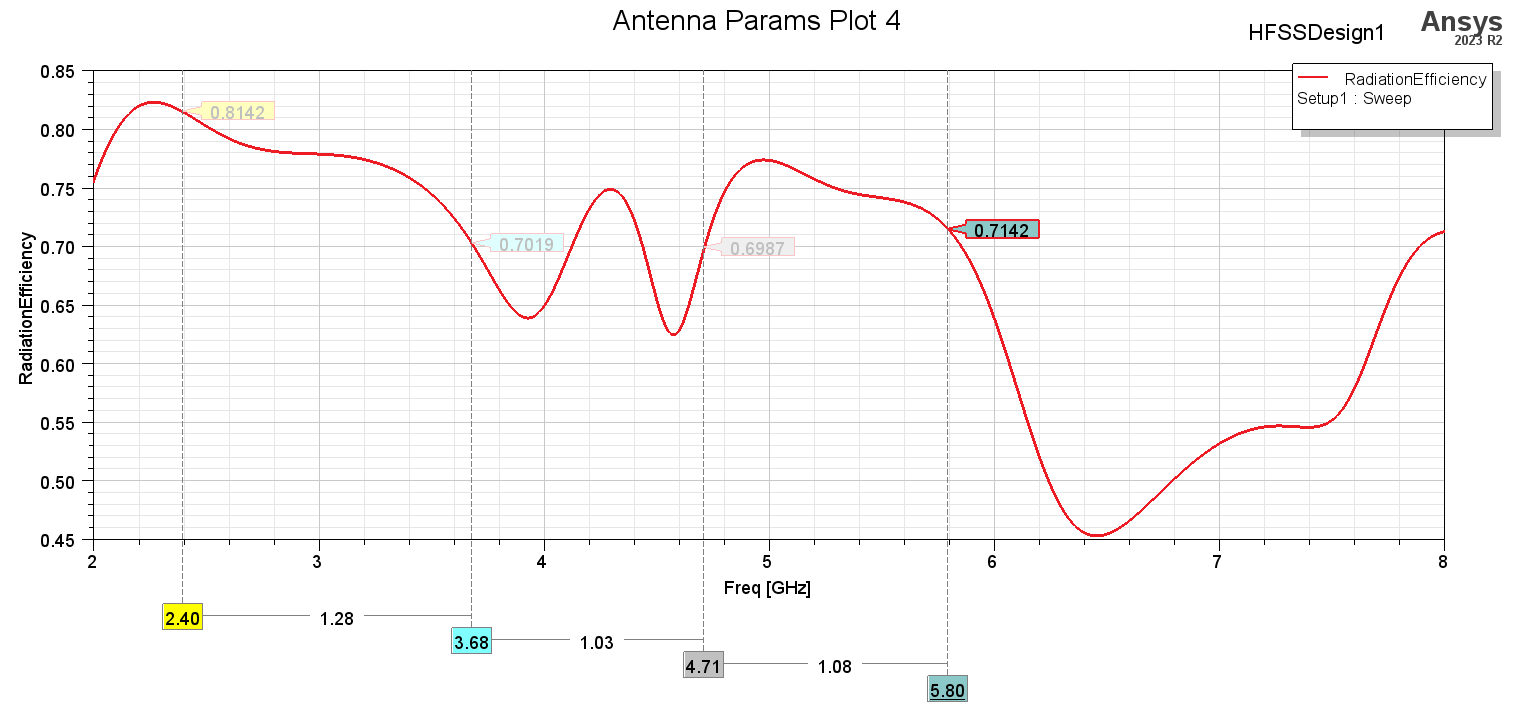 Antenna Params Plot 4
HFSSDesign1
Ansys
2023 R2
RadiationEfficiency
Setup1 : Sweep
0.85
0.80
0.75
0.70
0.65
0.60
0.55
0.50
0.45
RadiationEfficiency
0.8142
0.7019
0.6987
0.7142
2 3 4 5 6 7 8
Freq [GHz]
2.40 1.28
3.68 1.03
4.71 1.08
5.80